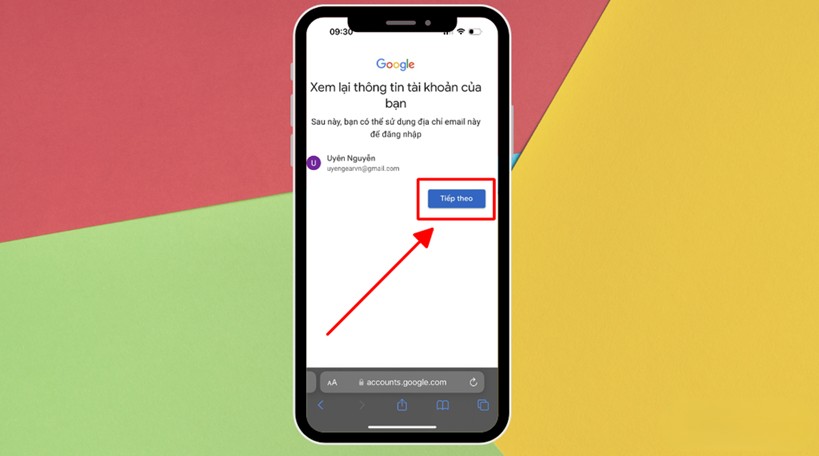 09:30
Google
Xem lại thông tin tài khoản của
bạn
Sau này, bạn có thể sử dụng địa chỉ email này
để đăng nhập
U
Uyên Nguyễn
uyengearvn@gmail.com
Tiếp theo
AA
accounts.google.com